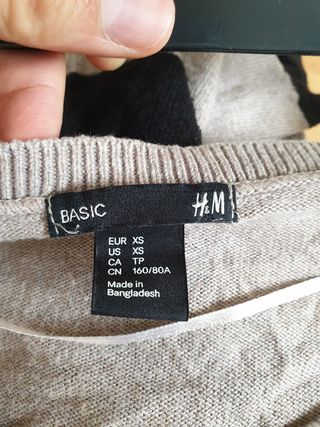 BASIC H&M
EUR XS
US XS
CA TP
CN 160/80A
Made in
Bangladesh